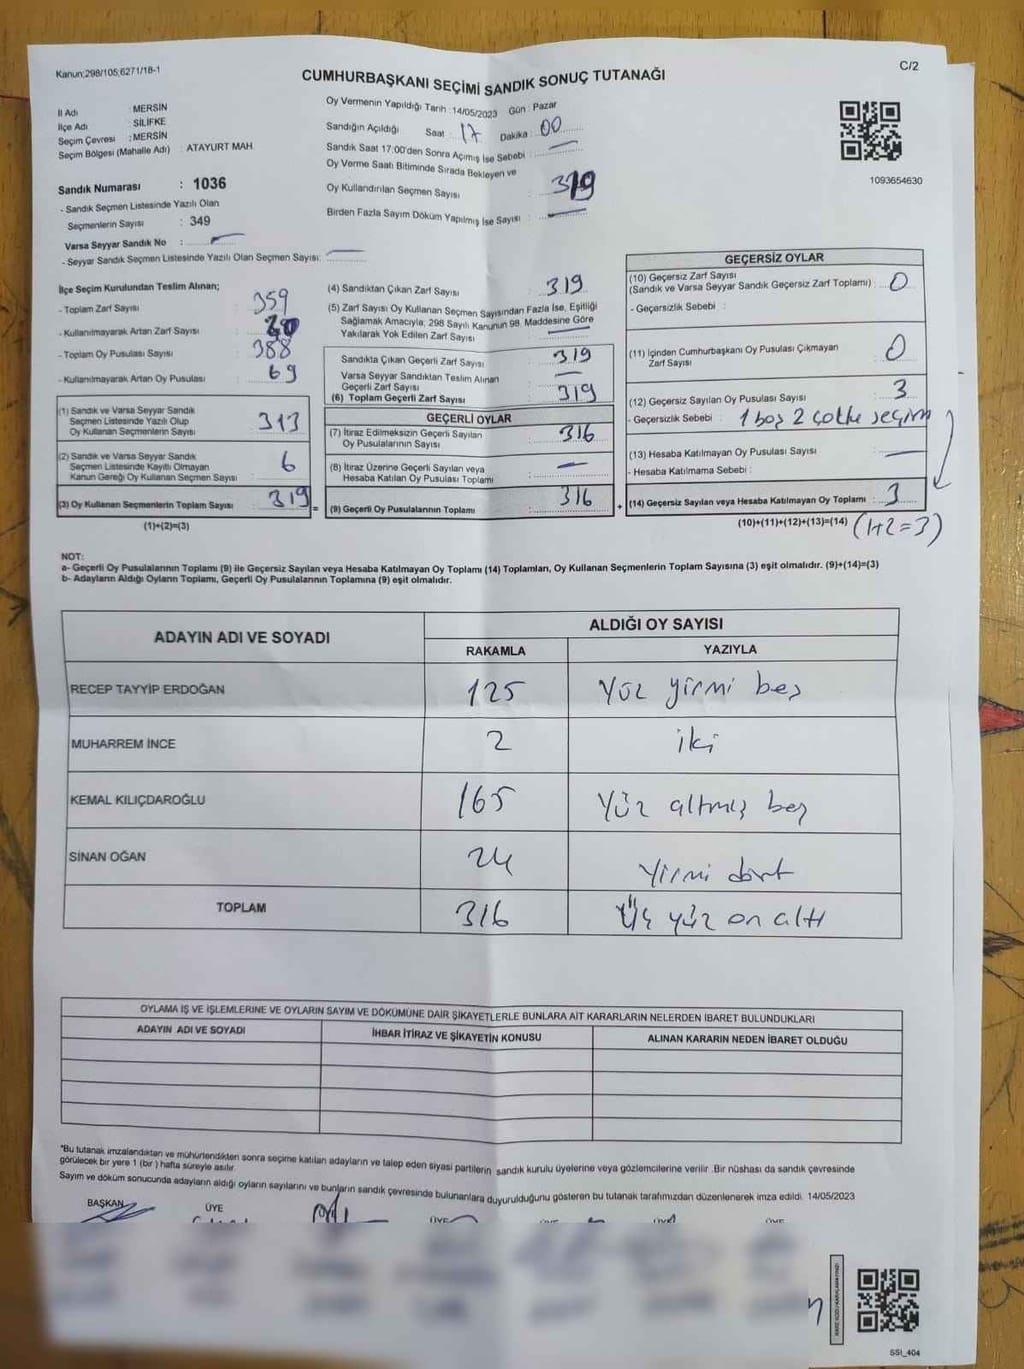 Kanun;298/105;6271/18-1
C/2
CUMHURBAŞKANI SEÇİMİ SANDIK SONUÇ TUTANAĞI
İl Adı : MERSİN
İlçe Adı : SİLİFKE
Seçim Çevresi : MERSİN
Seçim Bölgesi (Mahalle Adı) : ATAYURT MAH
Sandık Numarası : 1036
- Sandık Seçmen Listesinde Yazılı Olan
Seçmenlerin Sayısı : 349
Varsa Seyyar Sandık No :
- Seyyar Sandık Seçmen Listesinde Yazılı Olan Seçmen Sayısı:
Oy Vermenin Yapıldığı Tarih : 14/05/2023 Gün : Pazar
Sandığın Açıldığı Saat : 17 Dakika : 00
Sandık Saat 17:00'den Sonra Açımış İse Sebebi :
Oy Verme Saati Bitiminde Sırada Bekleyen ve
Oy Kullandırılan Seçmen Sayısı : 319
Birden Fazla Sayım Döküm Yapılmış İse Sayısı :
1093654630
İlçe Seçim Kurulundan Teslim Alınan;
- Toplam Zarf Sayısı : 359
- Kullanılmayarak Artan Zarf Sayısı
- Toplam Oy Pusulası Sayısı : 388
- Kullanılmayarak Artan Oy Pusulası : 69
(1) Sandık ve Varsa Seyyar Sandık
Seçmen Listesinde Yazılı Olup
Oy Kullanan Seçmenlerin Sayısı : 313
(2) Sandık ve Varsa Seyyar Sandık
Seçmen Listesinde Kayıtlı Olmayan
Kanun Gereği Oy Kullanan Seçmen Sayısı : 6
(3) Oy Kullanan Seçmenlerin Toplam Sayısı : 319 =
(1)+(2)=(3)
(4) Sandıktan Çıkan Zarf Sayısı : 319
(5) Zarf Sayısı Oy Kullanan Seçmen Sayısından Fazla İse, Eşitliği
Sağlamak Amacıyla; 298 Sayılı Kanunun 98. Maddesine Göre
Yakılarak Yok Edilen Zarf Sayısı :
Sandıkta Çıkan Geçerli Zarf Sayısı : 319
Varsa Seyyar Sandıktan Teslim Alınan
Geçerli Zarf Sayısı
(6) Toplam Geçerli Zarf Sayısı : 319
GEÇERLİ OYLAR
(7) İtiraz Edilmeksizin Geçerli Sayılan
Oy Pusulalarının Sayısı : 316
(8) İtiraz Üzerine Geçerli Sayılan veya
Hesaba Katılan Oy Pusulası Toplamı :
(9) Geçerli Oy Pusulalarının Toplamı : 316 +
GEÇERSİZ OYLAR
(10) Geçersiz Zarf Sayısı
(Sandık ve Varsa Seyyar Sandık Geçersiz Zarf Toplamı) : 0
- Geçersizlik Sebebi :
(11) İçinden Cumhurbaşkanı Oy Pusulası Çıkmayan
Zarf Sayısı : 0
(12) Geçersiz Sayılan Oy Pusulası Sayısı : 3
- Geçersizlik Sebebi : 1 boş 2 çoklu seçim
(13) Hesaba Katılmayan Oy Pusulası Sayısı :
- Hesaba Katılmama Sebebi :
(14) Geçersiz Sayılan veya Hesaba Katılmayan Oy Toplamı : 3
(10)+(11)+(12)+(13)=(14) (1+2=3)
NOT:
a- Geçerli Oy Pusulalarının Toplamı (9) ile Geçersiz Sayılan veya Hesaba Katılmayan Oy Toplamı (14) Toplamları, Oy Kullanan Seçmenlerin Toplam Sayısına (3) eşit olmalıdır. (9)+(14)=(3)
b- Adayların Aldığı Oyların Toplamı, Geçerli Oy Pusulalarının Toplamına (9) eşit olmalıdır.
ADAYIN ADI VE SOYADI
ALDIĞI OY SAYISI
RAKAMLA YAZIYLA
RECEP TAYYİP ERDOĞAN 125 Yüz yirmi beş
MUHARREM İNCE 2 iki
KEMAL KILIÇDAROĞLU 165 Yüz altmış beş
SİNAN OĞAN 24 Yirmi dört
TOPLAM 316 Üç yüz on altı
OYLAMA İŞ VE İŞLEMLERİNE VE OYLARIN SAYIM VE DÖKÜMÜNE DAİR ŞİKAYETLERLE BUNLARA AİT KARARLARIN NELERDEN İBARET BULUNDUKLARI
ADAYIN ADI VE SOYADI İHBAR İTİRAZ VE ŞİKAYETİN KONUSU ALINAN KARARIN NEDEN İBARET OLDUĞU
*Bu tutanak imzalandıktan ve mühürlendikten sonra seçime katılan adayların ve talep eden siyasi partilerin sandık kurulu üyelerine veya gözlemcilerine verilir .Bir nüshası da sandık çevresinde
görülecek bir yere 1 (bir) hafta süreyle asılır.
Sayım ve döküm sonucunda adayların aldığı oyların sayılarını ve bunların sandık çevresinde bulunanlara duyurulduğunu gösteren bu tutanak tarafımızdan düzenlenerek imza edildi. 14/05/2023
BAŞKAN ÜYE ÜYE
SSI_404